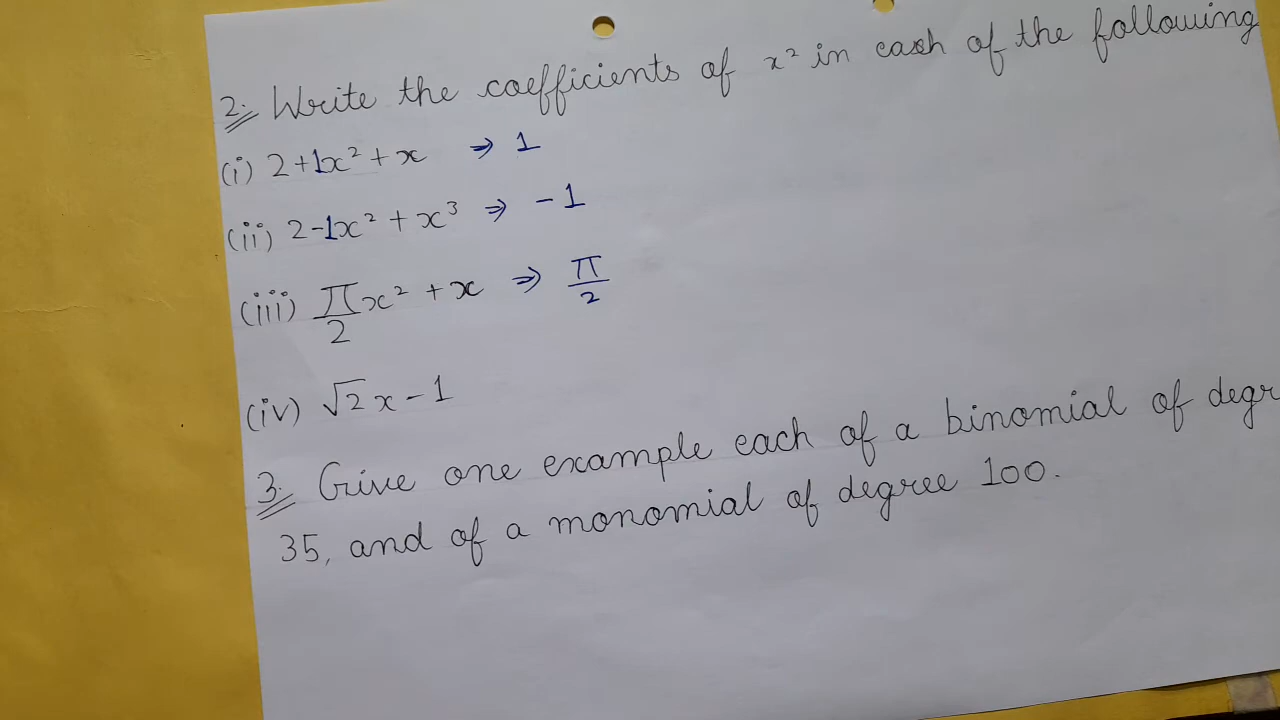 2. Write the coefficients of x² in each of the following
(i) 2+1x²+x ⇒ 1
(ii) 2-1x²+x³ ⇒ -1
(iii) π/2 x²+x ⇒ π/2
(iv) √2x-1
3. Give one example each of a binomial of degr
35, and of a monomial of degree 100.